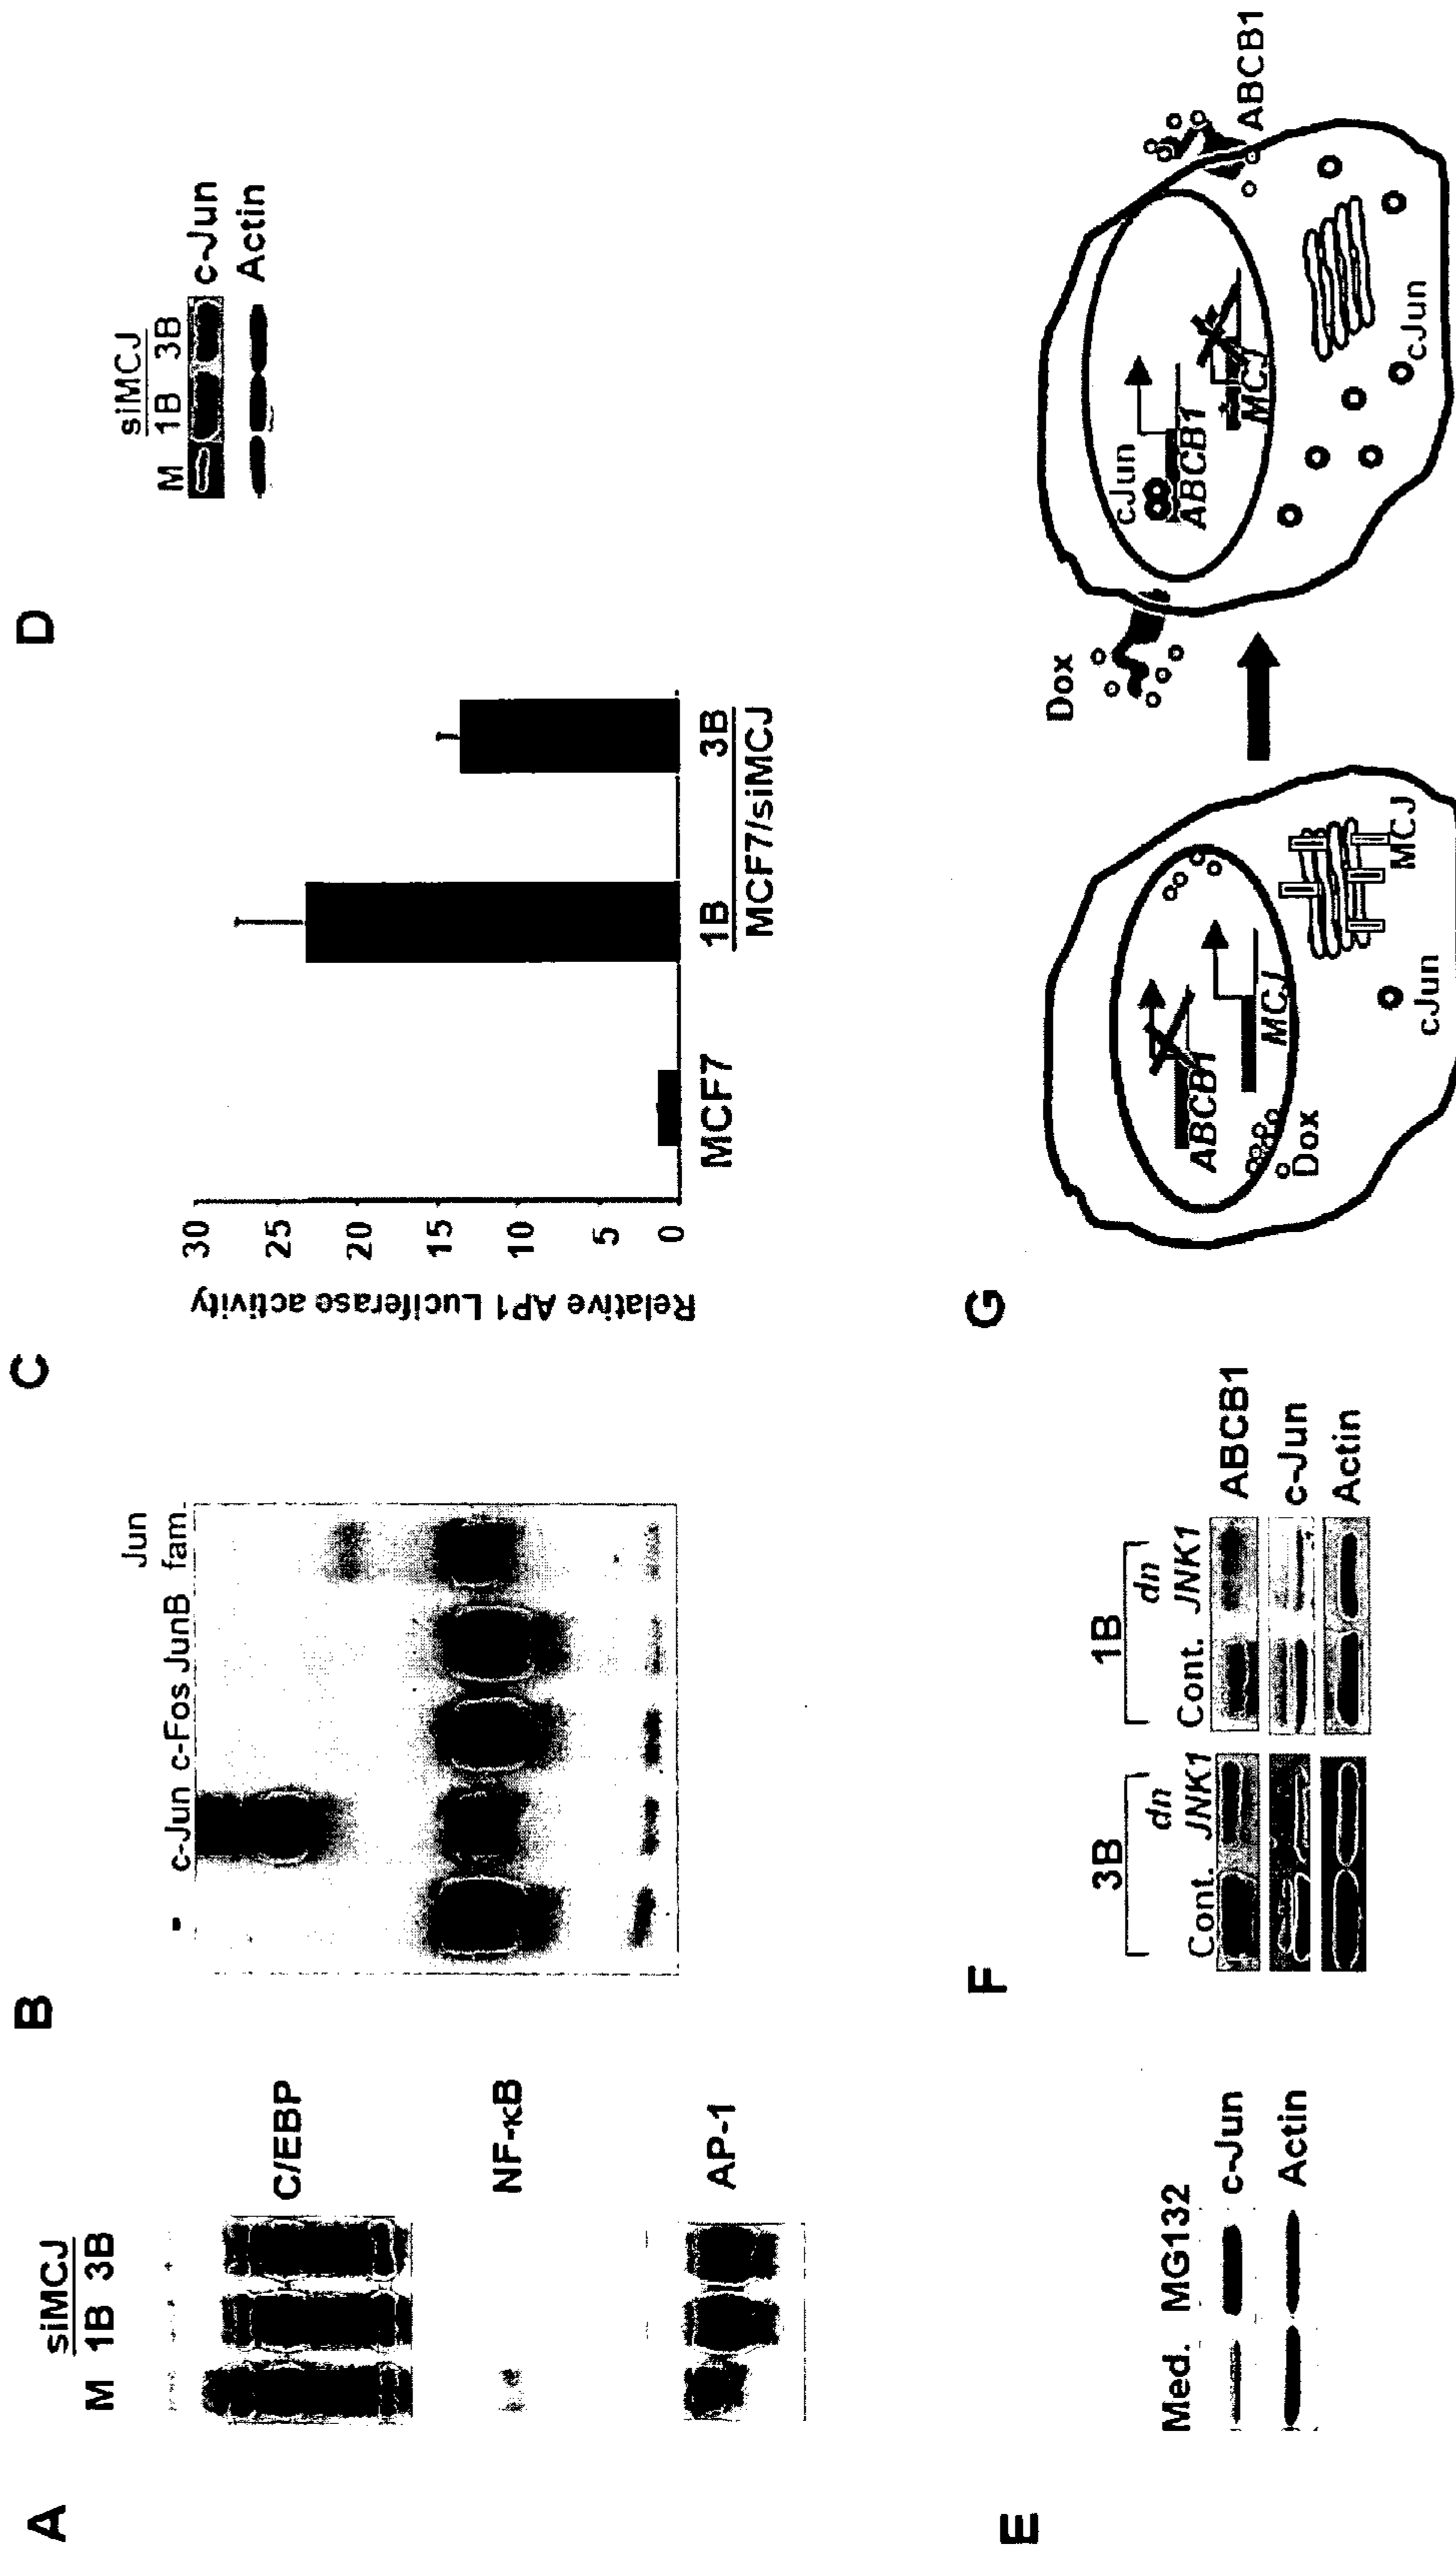 A
siMCJ
M 1B 3B
C/EBP
NF-κB
AP-1
B
- c-Jun c-Fos JunB Jun fam.
C
Relative AP1 Luciferase activity
30
25
20
15
10
5
0
MCF7 1B 3B
MCF7/siMCJ
D
siMCJ
M 1B 3B
c-Jun
Actin
E
Med. MG132
c-Jun
Actin
F
3B 1B
dn dn
Cont. JNK1 Cont. JNK1
ABCB1
c-Jun
Actin
G
ABCB1
MCJ
Dox
MCJ
cJun
Dox
cJun
ABCB1
MCJ
cJun
ABCB1